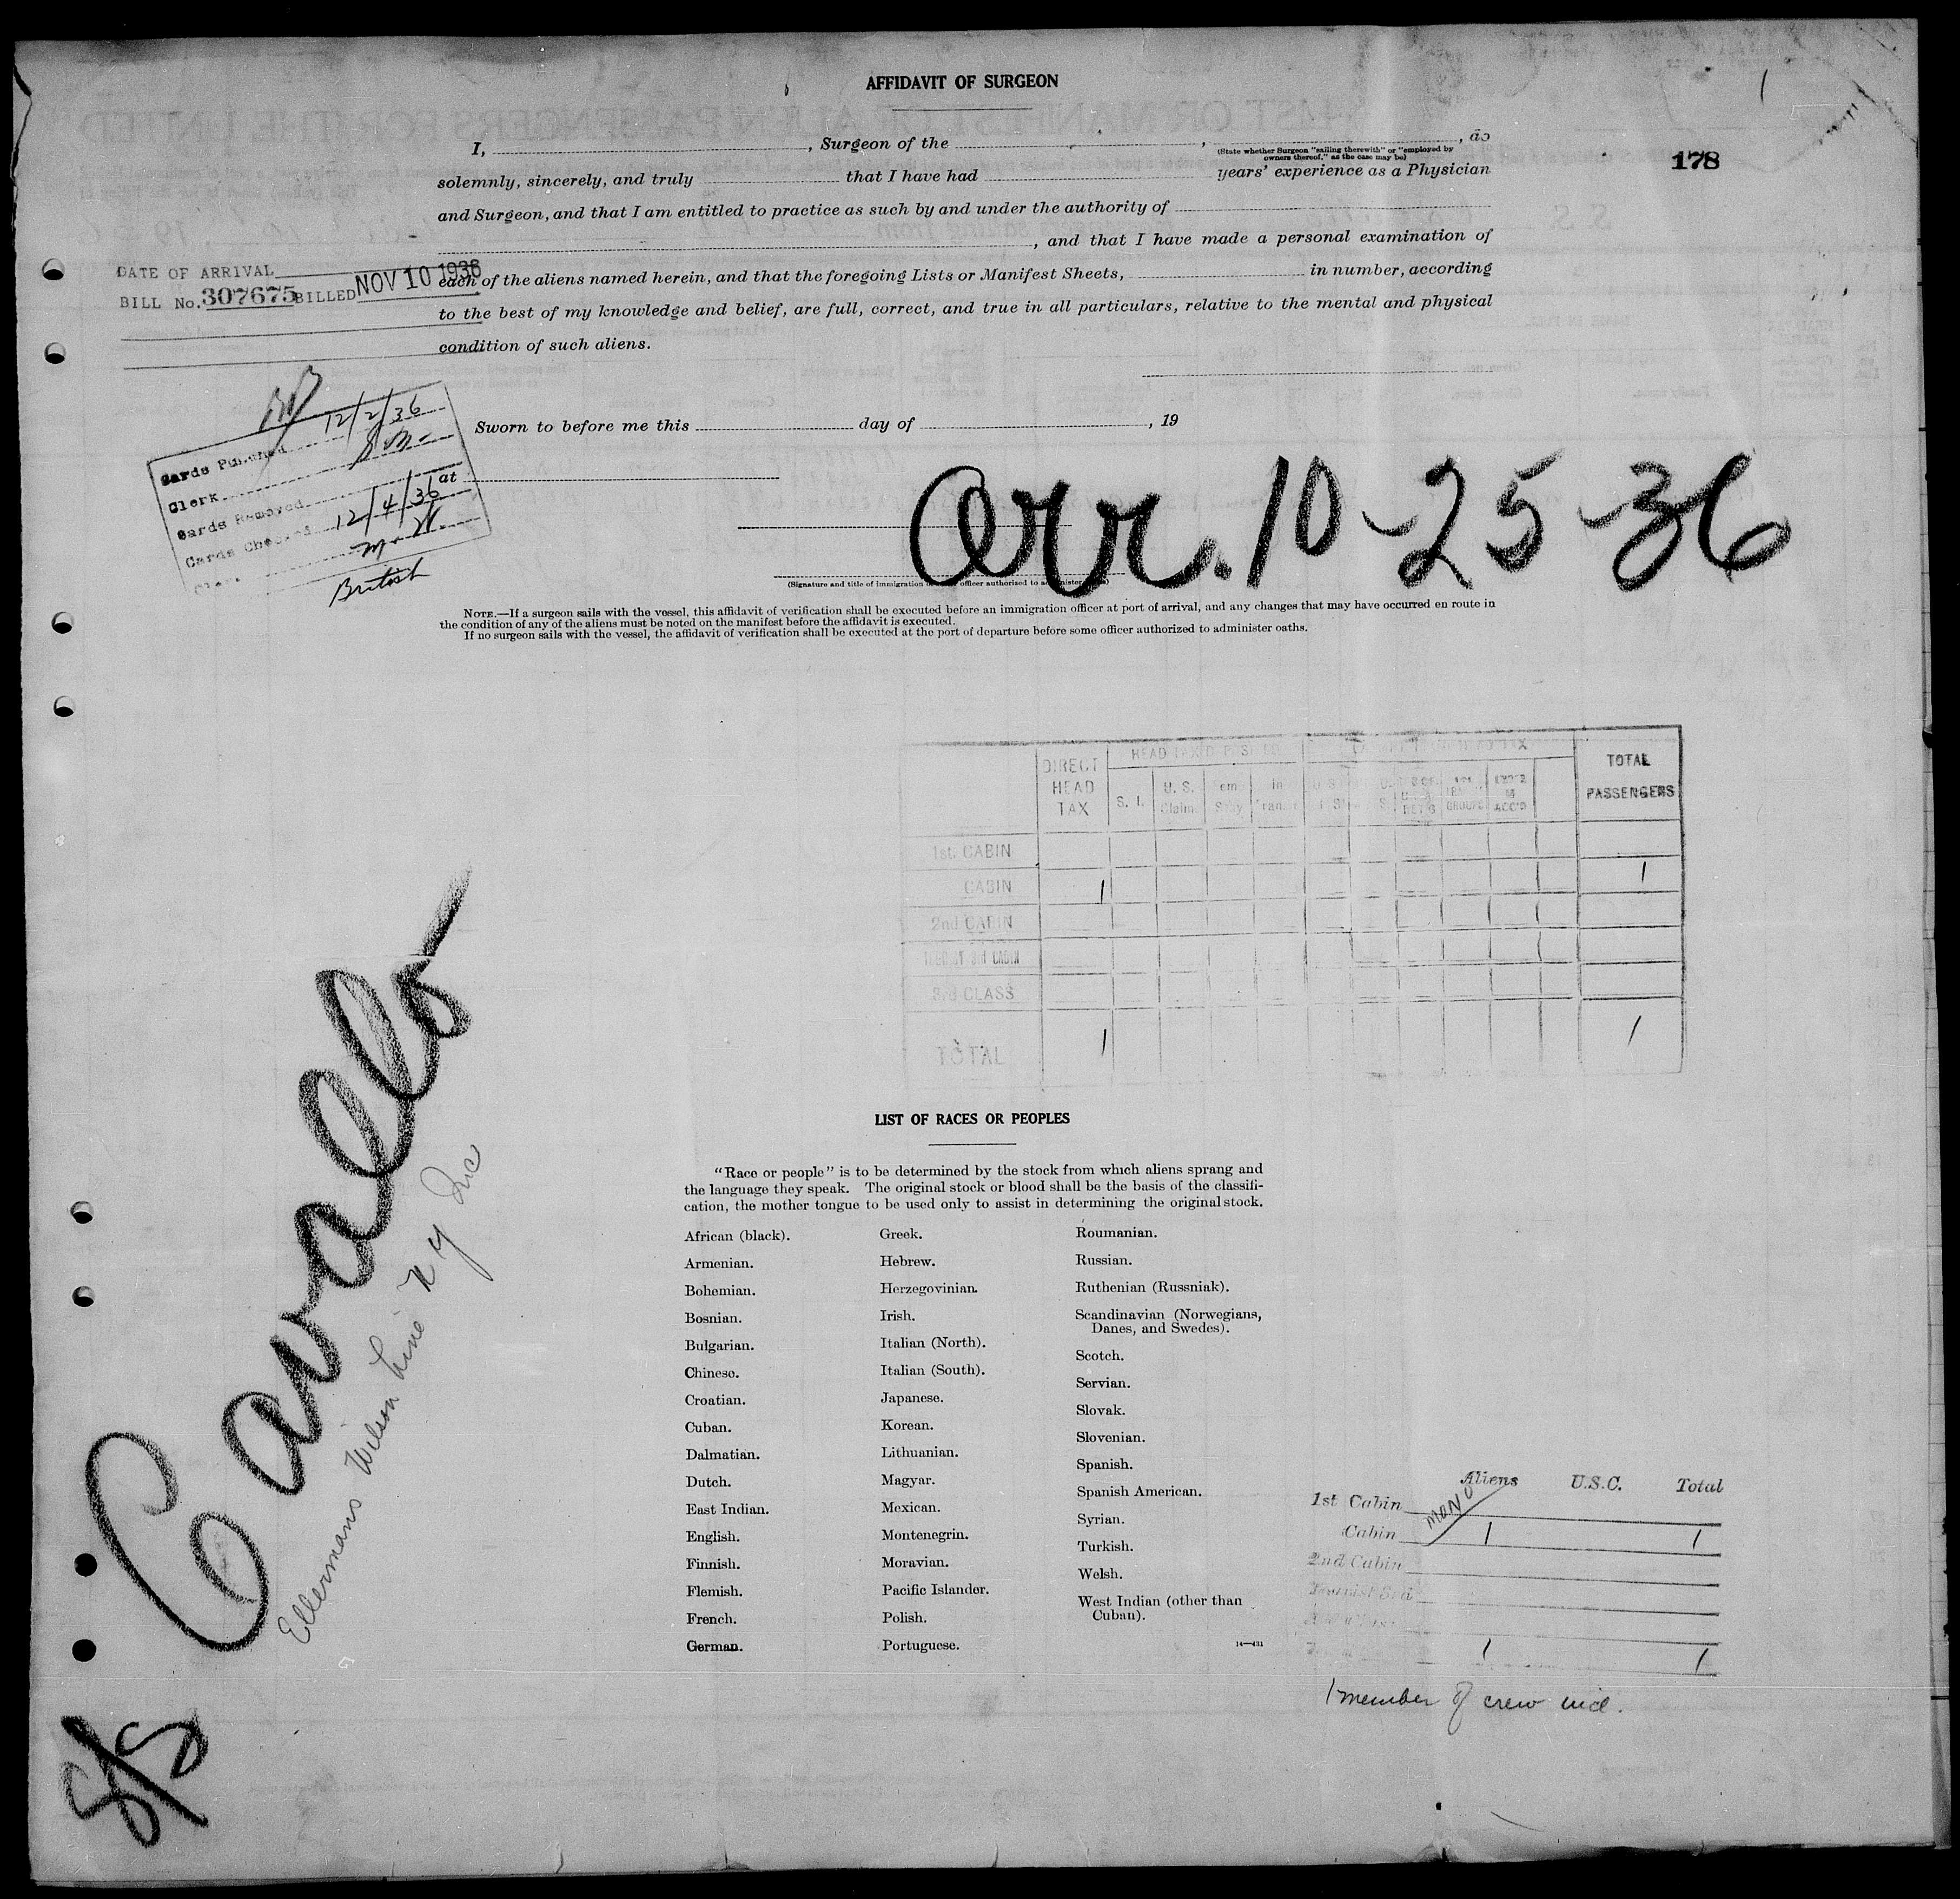 AFFIDAVIT OF SURGEON
I, , Surgeon of the , , do
(State whether Surgeon "sailing therewith" or "employed by
owners thereof," as the case may be)
178
solemnly, sincerely, and truly that I have had years' experience as a Physician
and Surgeon, and that I am entitled to practice as such by and under the authority of
, and that I have made a personal examination of
DATE OF ARRIVAL
each of the aliens named herein, and that the foregoing Lists or Manifest Sheets, in number, according
BILL No. 307675 BILLED NOV 10 1936
to the best of my knowledge and belief, are full, correct, and true in all particulars, relative to the mental and physical
condition of such aliens.
Sworn to before me this day of , 19
Cards Punched 12/2/36
Clerk
Cards Removed
Cards Checked 12/4/36
British
at
Arr. 10-25-36
(Signature and title of immigration officer authorized to administer
NOTE.—If a surgeon sails with the vessel, this affidavit of verification shall be executed before an immigration officer at port of arrival, and any changes that may have occurred en route in
the condition of any of the aliens must be noted on the manifest before the affidavit is executed.
If no surgeon sails with the vessel, the affidavit of verification shall be executed at the port of departure before some officer authorized to administer oaths.
DIRECT HEAD TAX
S. I.
U. S. Claim
TOTAL PASSENGERS
1st. CABIN
CABIN 1 1
2nd CABIN
3rd CLASS
TOTAL 1 1
S/S Cavallo
Ellermans Wilson Line NY Inc
LIST OF RACES OR PEOPLES
"Race or people" is to be determined by the stock from which aliens sprang and
the language they speak. The original stock or blood shall be the basis of the classifi-
cation, the mother tongue to be used only to assist in determining the original stock.
African (black).
Armenian.
Bohemian.
Bosnian.
Bulgarian.
Chinese.
Croatian.
Cuban.
Dalmatian.
Dutch.
East Indian.
English.
Finnish.
Flemish.
French.
German.
Greek.
Hebrew.
Herzegovinian.
Irish.
Italian (North).
Italian (South).
Japanese.
Korean.
Lithuanian.
Magyar.
Mexican.
Montenegrin.
Moravian.
Pacific Islander.
Polish.
Portuguese.
Roumanian.
Russian.
Ruthenian (Russniak).
Scandinavian (Norwegians,
Danes, and Swedes).
Scotch.
Servian.
Slovak.
Slovenian.
Spanish.
Spanish American.
Syrian.
Turkish.
Welsh.
West Indian (other than
Cuban).
14—431
Aliens U.S.C. Total
1st Cabin
Cabin 1 1
2nd Cabin
1 1
1 member of crew incl.